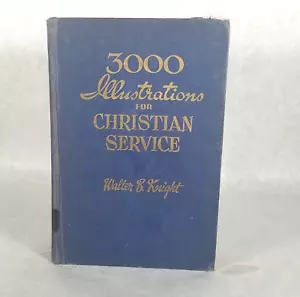 3000
Illustrations
FOR
CHRISTIAN
SERVICE
Walter B. Knight